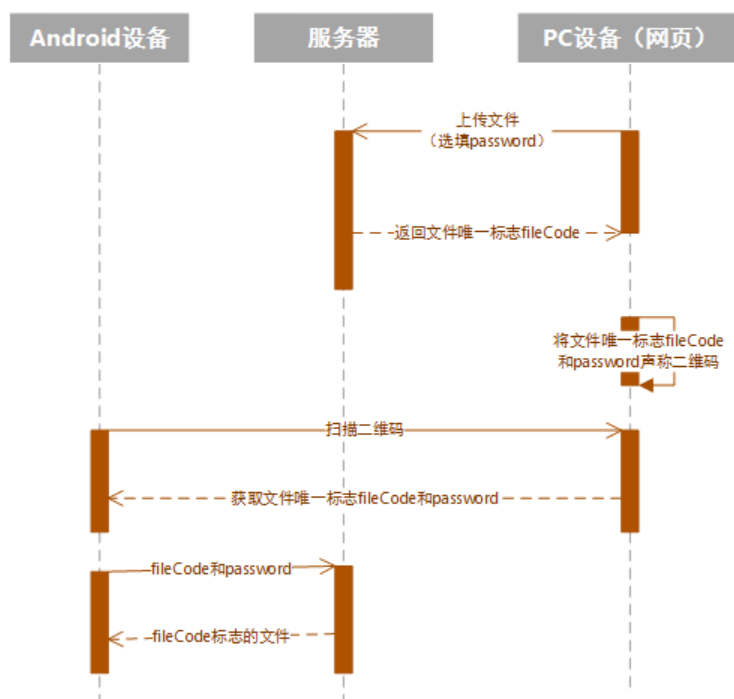 Android设备
服务器
PC设备（网页）
上传文件
（选填password）
返回文件唯一标志fileCode
将文件唯一标志fileCode
和password声称二维码
扫描二维码
获取文件唯一标志fileCode和password
fileCode和password
fileCode标志的文件